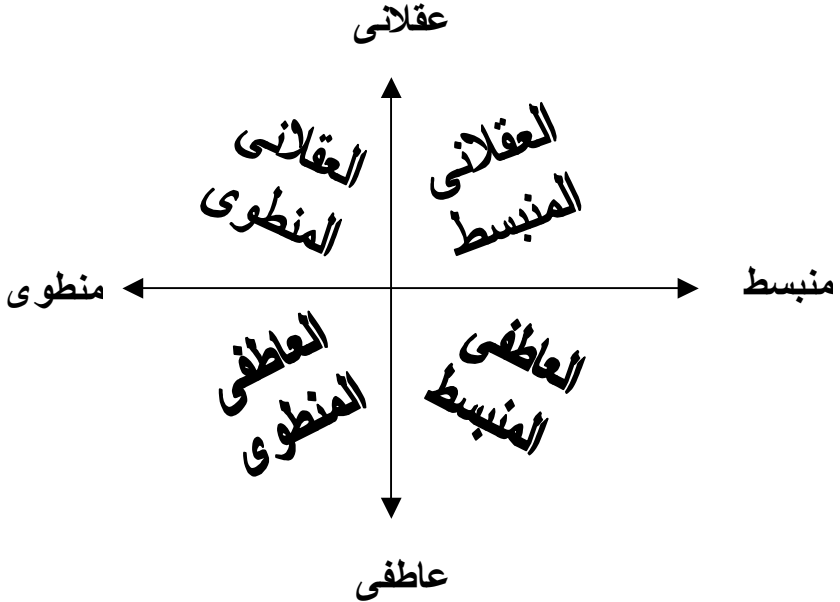 عقلانى
العقلانى
المنبسط
العقلانى
المنطوى
منبسط
منطوى
العاطفى
المنبسط
العاطفى
المنطوى
عاطفى